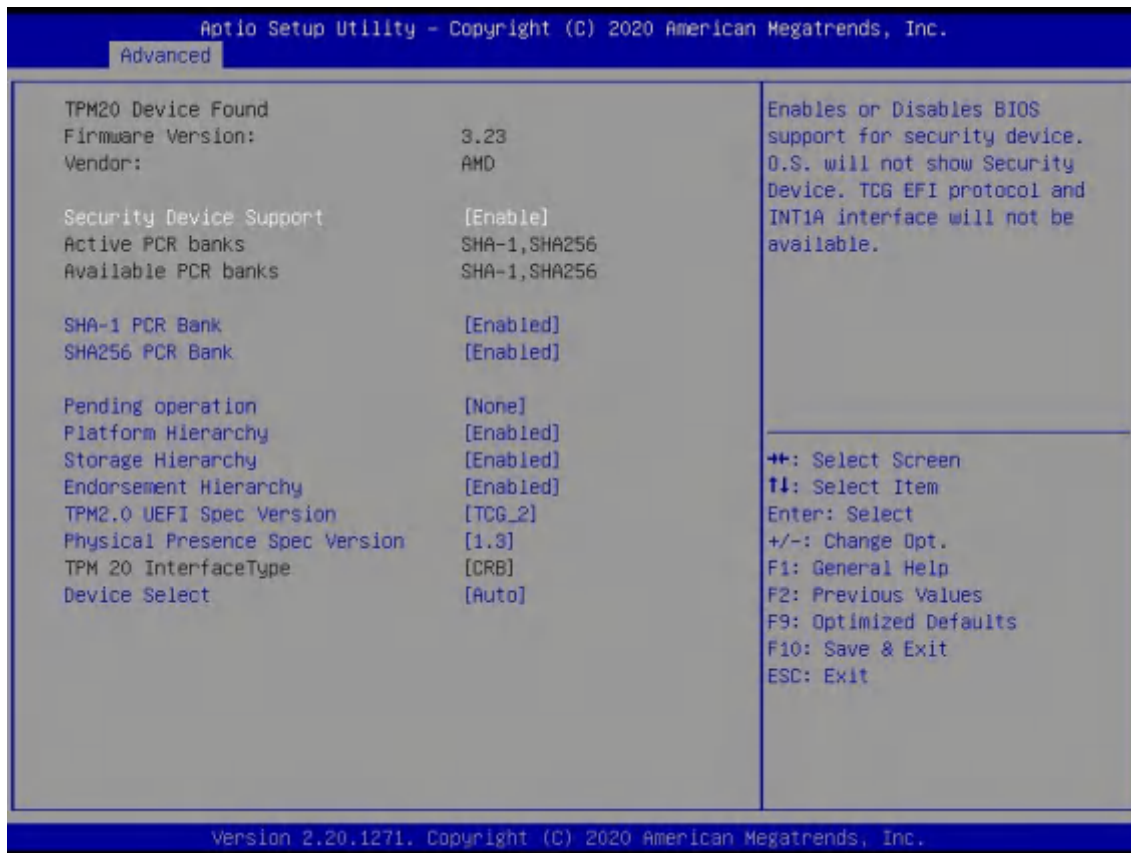 Aptio Setup Utility - Copyright (C) 2020 American Megatrends, Inc.
Advanced
TPM20 Device Found
Firmware Version: 3.23
Vendor: AMD
Security Device Support [Enable]
Active PCR banks SHA-1,SHA256
Available PCR banks SHA-1,SHA256
SHA-1 PCR Bank [Enabled]
SHA256 PCR Bank [Enabled]
Pending operation [None]
Platform Hierarchy [Enabled]
Storage Hierarchy [Enabled]
Endorsement Hierarchy [Enabled]
TPM2.0 UEFI Spec Version [TCG_2]
Physical Presence Spec Version [1.3]
TPM 20 InterfaceType [CRB]
Device Select [Auto]
Enables or Disables BIOS
support for security device.
O.S. will not show Security
Device. TCG EFI protocol and
INT1A interface will not be
available.
→←: Select Screen
↑↓: Select Item
Enter: Select
+/-: Change Opt.
F1: General Help
F2: Previous Values
F9: Optimized Defaults
F10: Save & Exit
ESC: Exit
Version 2.20.1271. Copyright (C) 2020 American Megatrends, Inc.